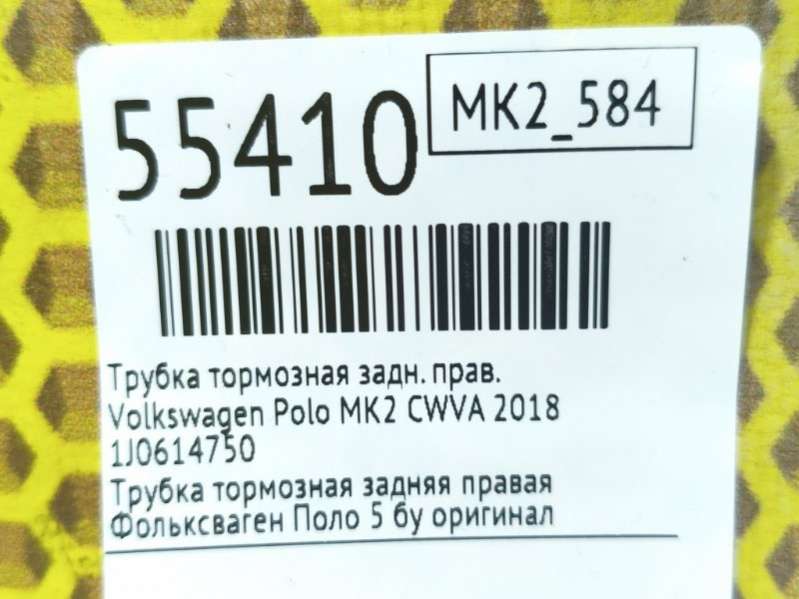 55410
MK2_584
Трубка тормозная задн. прав.
Volkswagen Polo MK2 CWVA 2018
1J0614750
Трубка тормозная задняя правая
Фольксваген Поло 5 бу оригинал